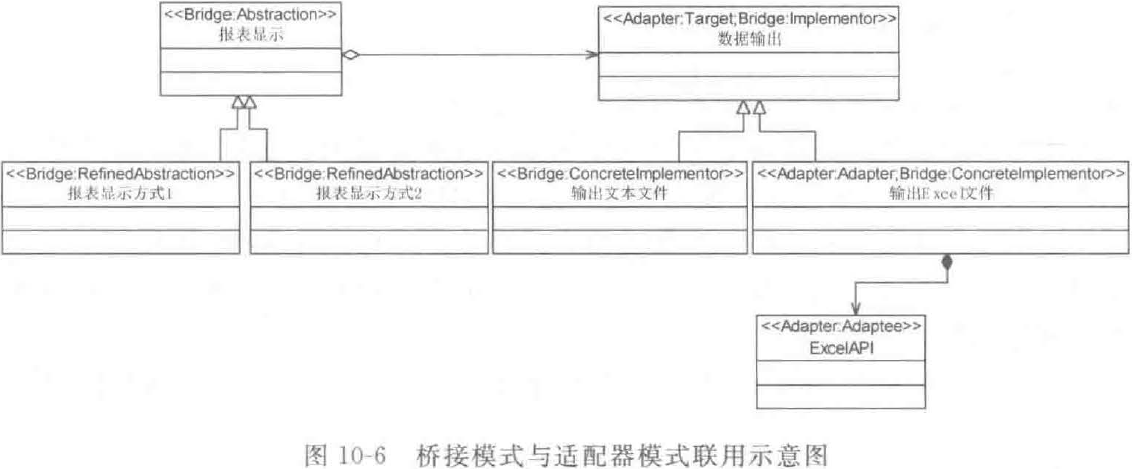 <<Bridge:Abstraction>>
报表显示
<<Adapter:Target;Bridge:Implementor>>
数据输出
<<Bridge:RefinedAbstraction>>
报表显示方式1
<<Bridge:RefinedAbstraction>>
报表显示方式2
<<Bridge:ConcreteImplementor>>
输出文本文件
<<Adapter:Adapter;Bridge:ConcreteImplementor>>
输出Excel文件
<<Adapter:Adaptee>>
ExcelAPI
图 10-6 桥接模式与适配器模式联用示意图